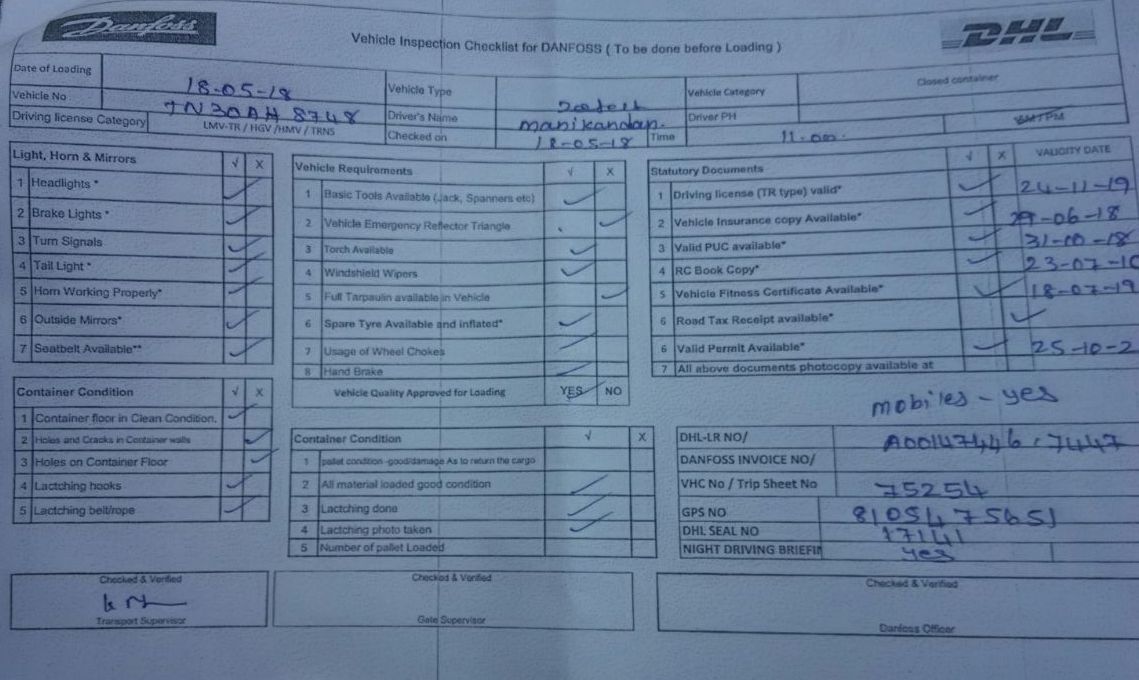 Danfoss
DHL
Vehicle Inspection Checklist for DANFOSS ( To be done before Loading )
Date of Loading 18-05-18 Vehicle Type 20 feet Vehicle Category Closed container
Vehicle No TN30AH 8748 Driver's Name manikandan. Driver PH
Driving license Category LMV-TR / HGV /HMV / TRNS Checked on 18-05-18 Time 11.00. AM / PM
Light, Horn & Mirrors √ X
1 Headlights * ✓
2 Brake Lights * ✓
3 Turn Signals ✓
4 Tail Light * ✓
5 Horn Working Properly* ✓
6 Outside Mirrors* ✓
7 Seatbelt Available** ✓
Container Condition √ X
1 Container floor in Clean Condition. ✓
2 Holes and Cracks in Container walls ✓
3 Holes on Container Floor ✓
4 Lactching hooks ✓
5 Lactching belt/rope ✓
Vehicle Requirements √ X
1 Basic Tools Available (Jack, Spanners etc) ✓
2 Vehicle Emergency Reflector Triangle ✓
3 Torch Available ✓
4 Windshield Wipers ✓
5 Full Tarpaulin available in Vehicle ✓
6 Spare Tyre Available and inflated* ✓
7 Usage of Wheel Chokes ✓
8 Hand Brake ✓
Vehicle Quality Approved for Loading YES ✓ NO
Container Condition √ X
1 pallet condition -good/damage As to return the cargo
2 All material loaded good condition ✓
3 Lactching done ✓
4 Lactching photo taken ✓
5 Number of pallet Loaded
Statutory Documents √ X VALIGITY DATE
1 Driving license (TR type) valid* ✓ 24-11-19
2 Vehicle Insurance copy Available* ✓ 29-06-18
3 Valid PUC available* ✓ 31-10-18
4 RC Book Copy* ✓ 23-07-10
5 Vehicle Fitness Certificate Available* ✓ 18-07-19
6 Road Tax Receipt available* ✓
6 Valid Permit Available* ✓ 25-10-2
7 All above documents photocopy available at
mobiles - yes
DHL-LR NO/ A00147446, 7447
DANFOSS INVOICE NO/
VHC No / Trip Sheet No 75254
GPS NO 8105475651
DHL SEAL NO 17141
NIGHT DRIVING BRIEFIN yes
Checked & Verified
Transport Supervisor
Checked & Verified
Gate Supervisor
Checked & Verified
Danfoss Officer